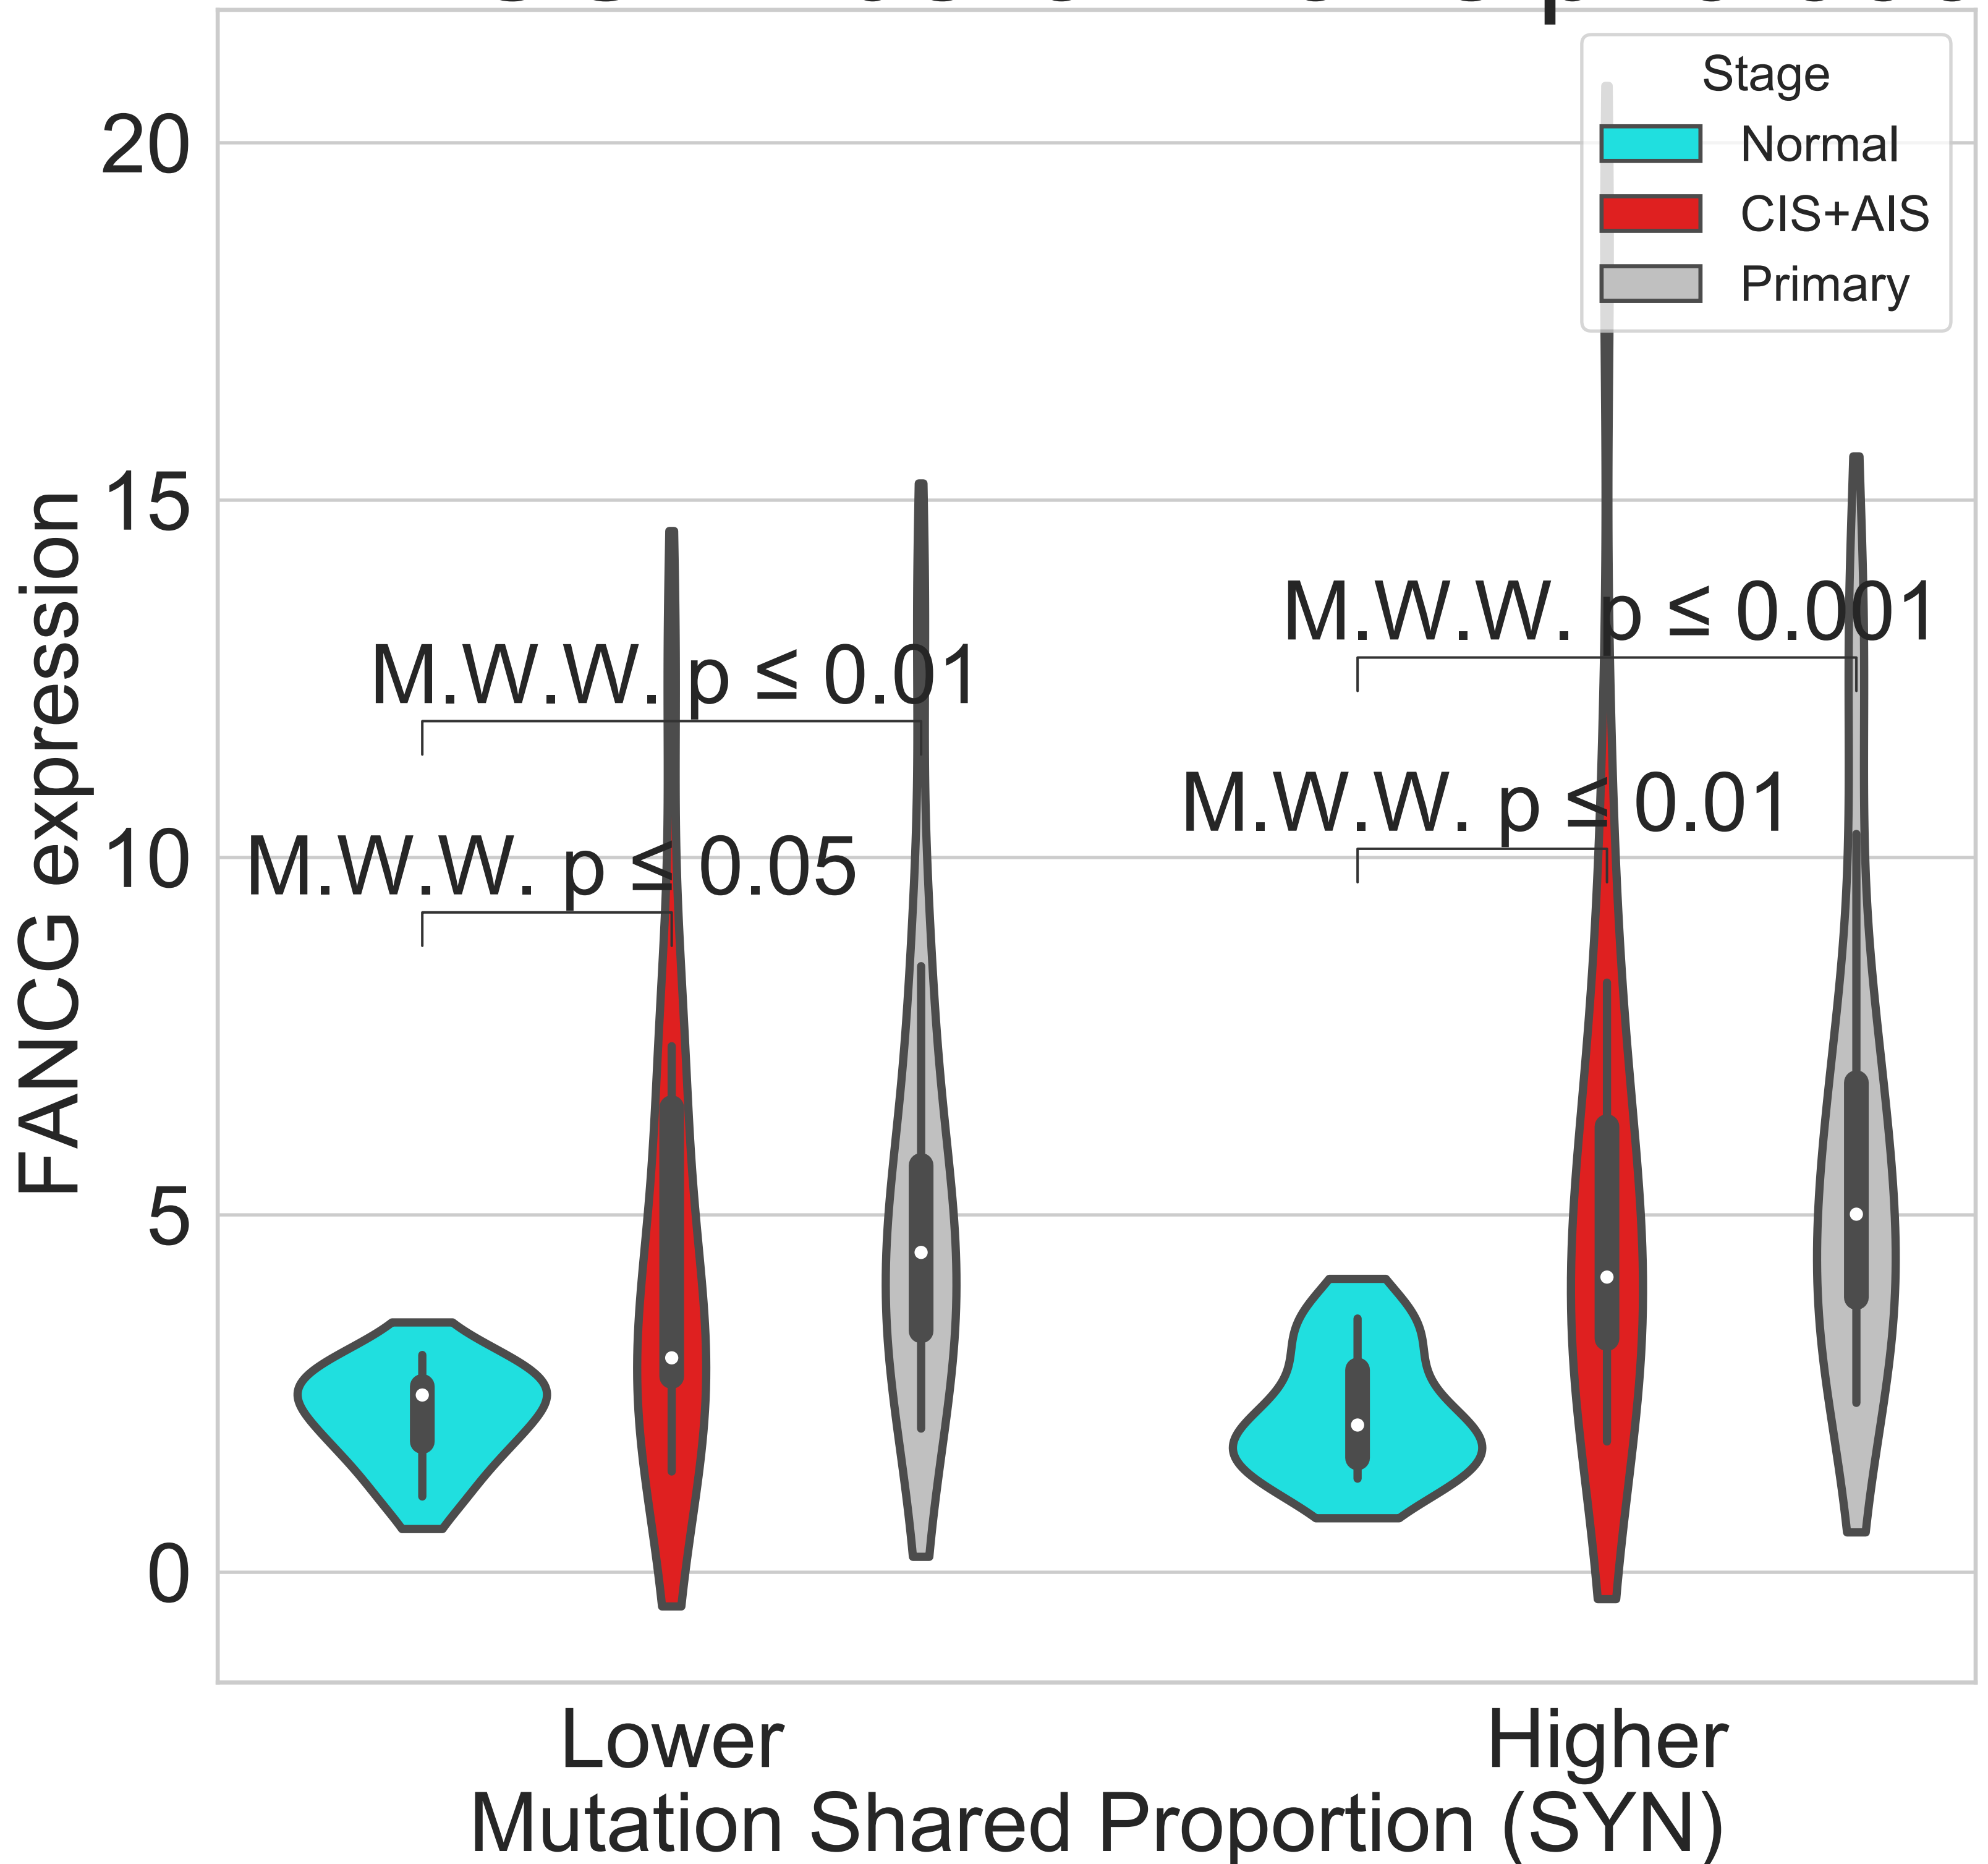 Stage
Normal
CIS+AIS
Primary
20
15
10
5
0
FANCG expression
M.W.W. p ≤ 0.001
M.W.W. p ≤ 0.01
M.W.W. p ≤ 0.01
M.W.W. p ≤ 0.05
Lower
Higher
Mutation Shared Proportion (SYN)